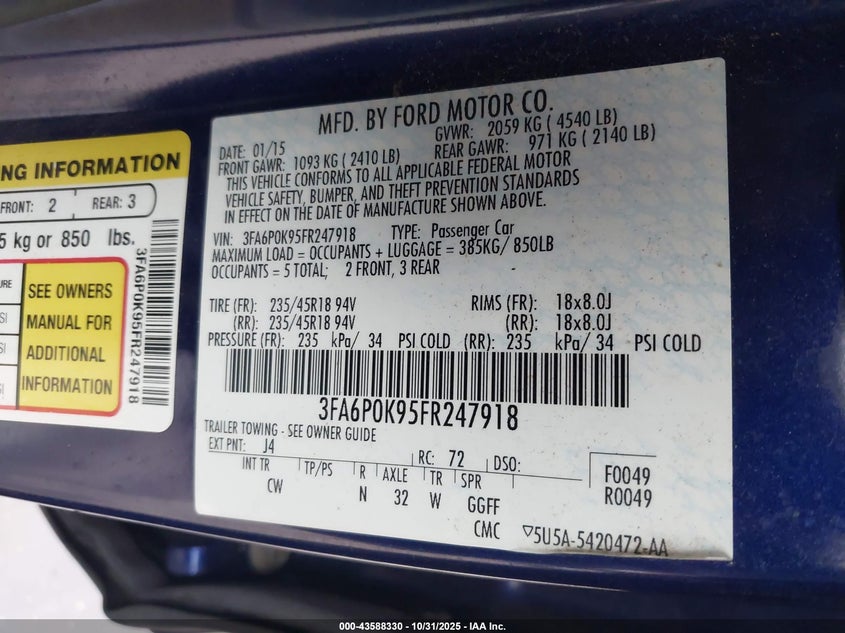 NG INFORMATION
FRONT: 2 REAR: 3
5 kg or 850 lbs.
SEE OWNERS
MANUAL FOR
ADDITIONAL
INFORMATION
3FA6P0K95FR247918
MFD. BY FORD MOTOR CO.
DATE: 01/15 GVWR: 2059 KG ( 4540 LB)
FRONT GAWR: 1093 KG ( 2410 LB) REAR GAWR: 971 KG ( 2140 LB)
THIS VEHICLE CONFORMS TO ALL APPLICABLE FEDERAL MOTOR
VEHICLE SAFETY, BUMPER, AND THEFT PREVENTION STANDARDS
IN EFFECT ON THE DATE OF MANUFACTURE SHOWN ABOVE.
VIN: 3FA6P0K95FR247918 TYPE: Passenger Car
MAXIMUM LOAD = OCCUPANTS + LUGGAGE = 385KG/ 850LB
OCCUPANTS = 5 TOTAL; 2 FRONT, 3 REAR
TIRE (FR): 235/45R18 94V RIMS (FR): 18x8.0J
(RR): 235/45R18 94V (RR): 18x8.0J
PRESSURE (FR): 235 kPa/ 34 PSI COLD (RR): 235 kPa/ 34 PSI COLD
3FA6P0K95FR247918
TRAILER TOWING - SEE OWNER GUIDE
EXT PNT: J4 RC: 72 DSO:
INT TR TP/PS R AXLE TR SPR
CW N 32 W GGFF
CMC
F0049
R0049
▽5U5A-5420472-AA
000-43588330 - 10/31/2025 - IAA Inc.